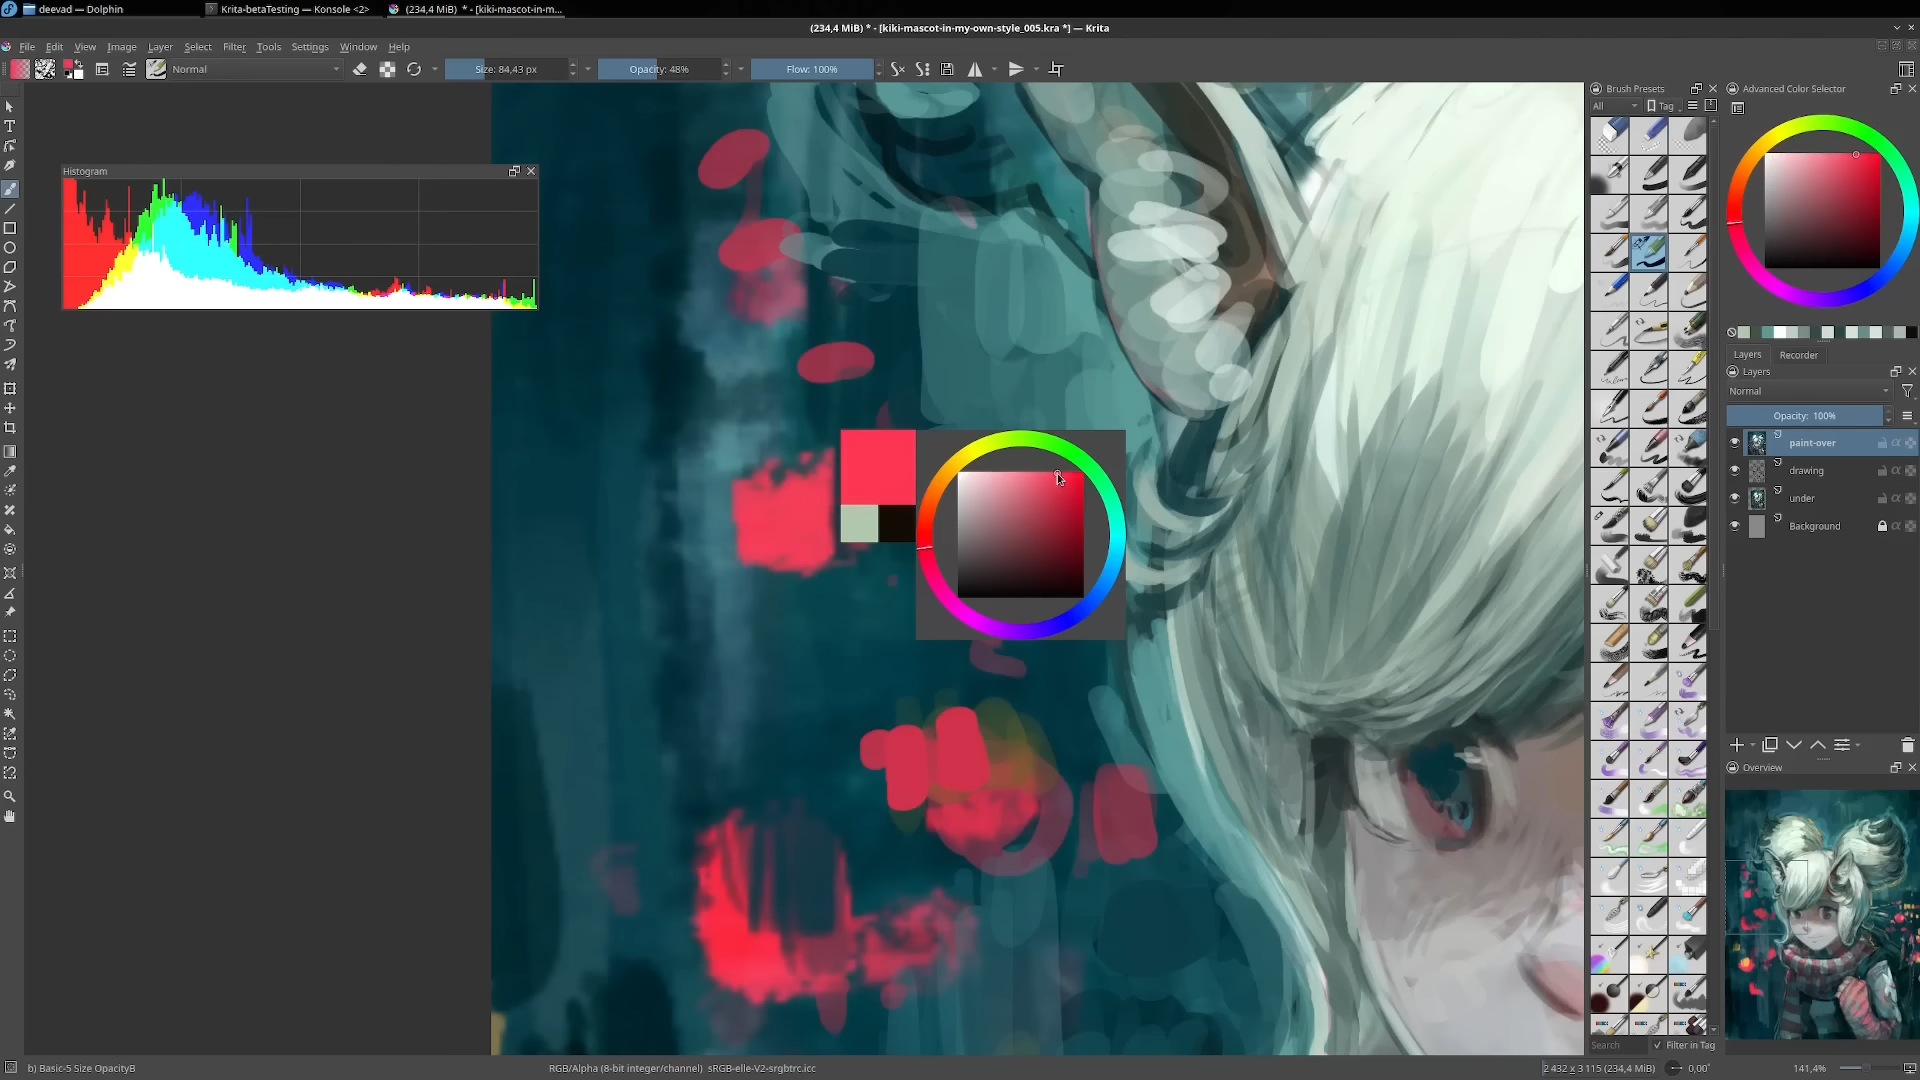 deevad — Dolphin
Krita-betaTesting — Konsole <2>
(234,4 MiB) * - [kiki-mascot-in-m...
(234,4 MiB) * - [kiki-mascot-in-my-own-style_005.kra *] — Krita
File Edit View Image Layer Select Filter Tools Settings Window Help
Normal
Size: 84,43 px
Opacity: 48%
Flow: 100%
Histogram
Brush Presets
All
Tag
Search
Filter in Tag
Advanced Color Selector
Layers
Recorder
Layers
Normal
Opacity: 100%
paint-over
drawing
under
Background
Overview
b) Basic-5 Size OpacityB
RGB/Alpha (8-bit integer/channel) sRGB-elle-V2-srgbtrc.icc
2 432 x 3 115 (234,4 MiB)
0,00°
141,4%